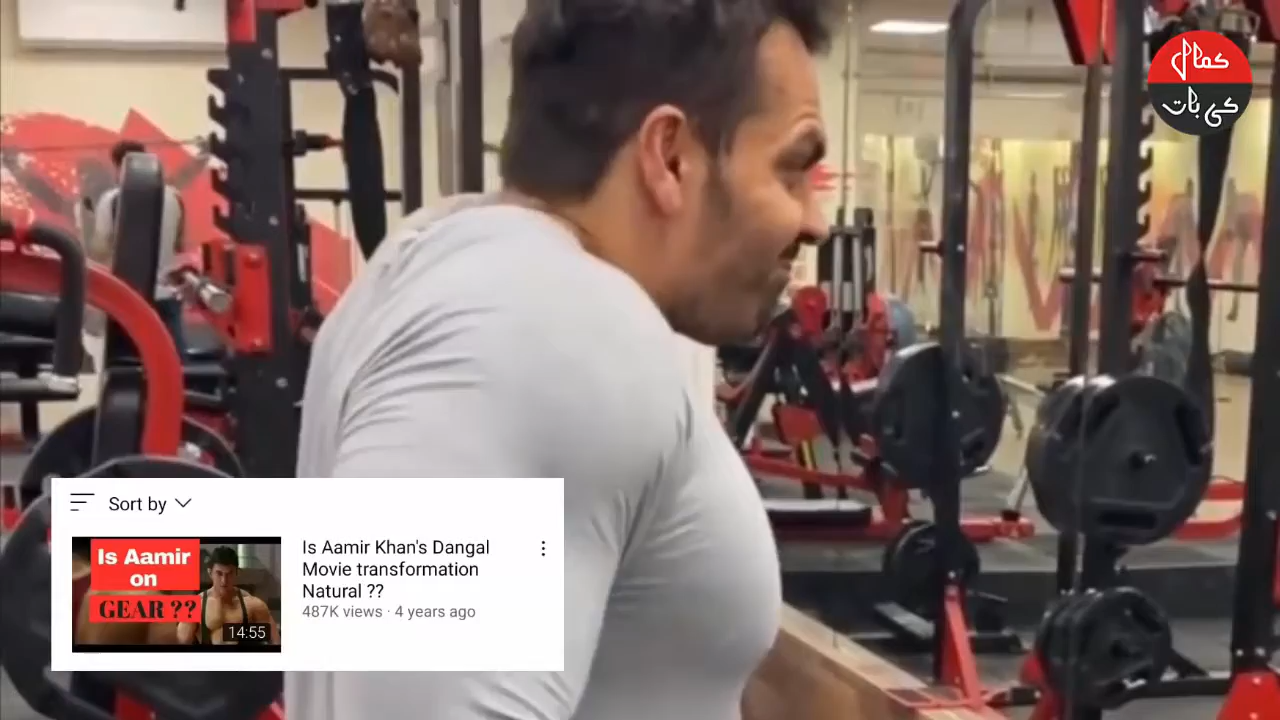 کمال
کی بات
Sort by
Is Aamir
on
GEAR ??
14:55
Is Aamir Khan's Dangal
Movie transformation
Natural ??
487K views · 4 years ago